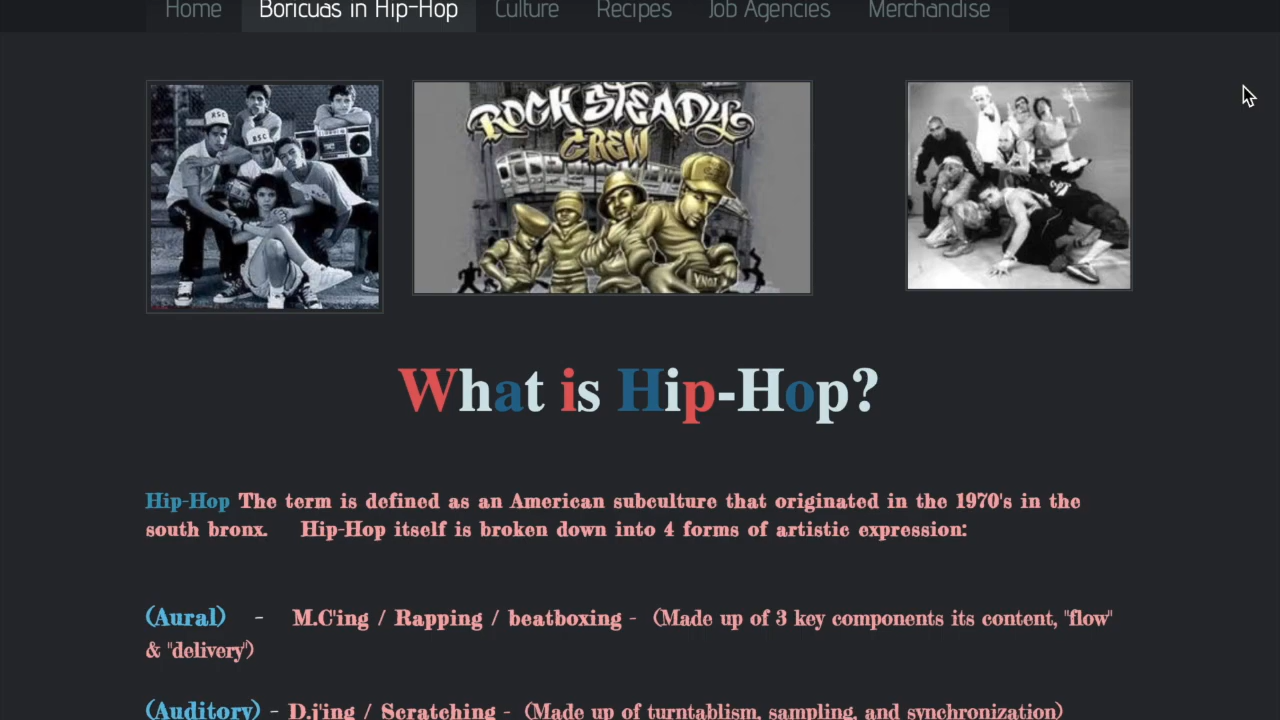 Home Boricuas in Hip-Hop Culture Recipes Job Agencies Merchandise
RSC
RSC
ROCK STEADY
CREW
YNOT
What is Hip-Hop?
Hip-Hop The term is defined as an American subculture that originated in the 1970's in the
south bronx. Hip-Hop itself is broken down into 4 forms of artistic expression:
(Aural) - M.C'ing / Rapping / beatboxing - (Made up of 3 key components its content, "flow"
& "delivery")
(Auditory) - D.j'ing / Scratching - (Made up of turntablism, sampling, and synchronization)